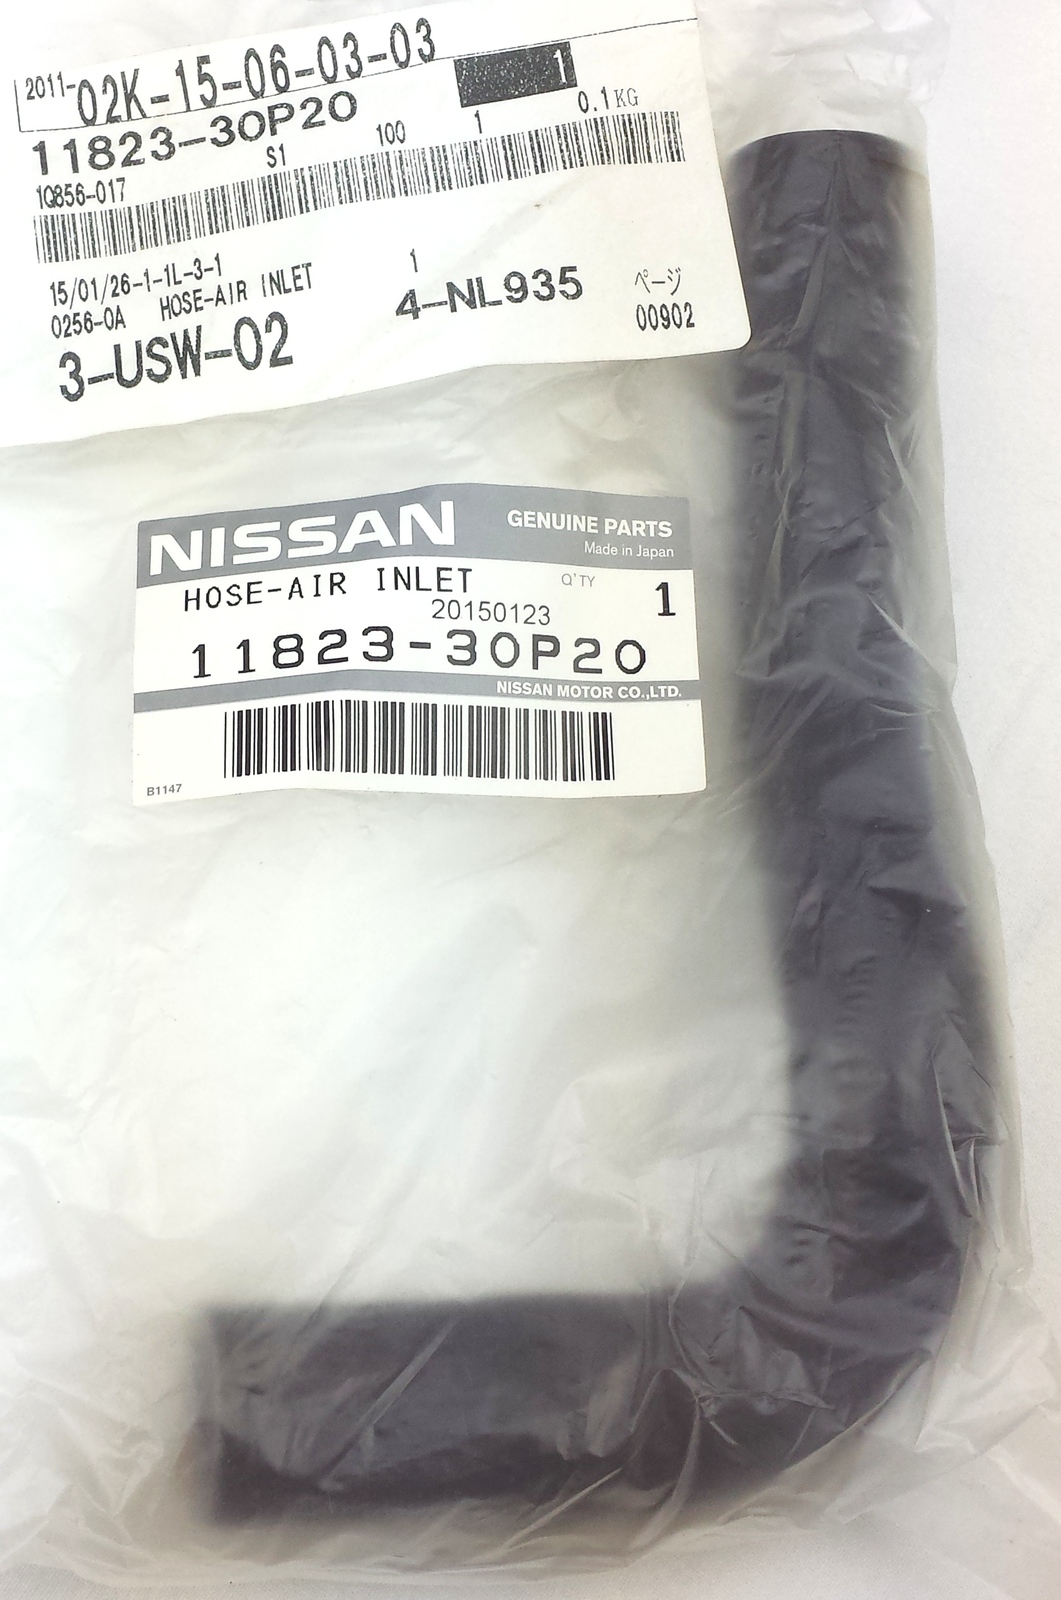 2011-02K-15-06-03-03
1
11823-30P20
0.1KG
1Q856-017 S1 100 1
15/01/26-1-1L-3-1 1
0256-0A HOSE-AIR INLET 4-NL935 ページ
3-USW-02 00902
NISSAN GENUINE PARTS
Made in Japan
HOSE-AIR INLET Q'TY 1
20150123
11823-30P20
NISSAN MOTOR CO.,LTD.
B1147